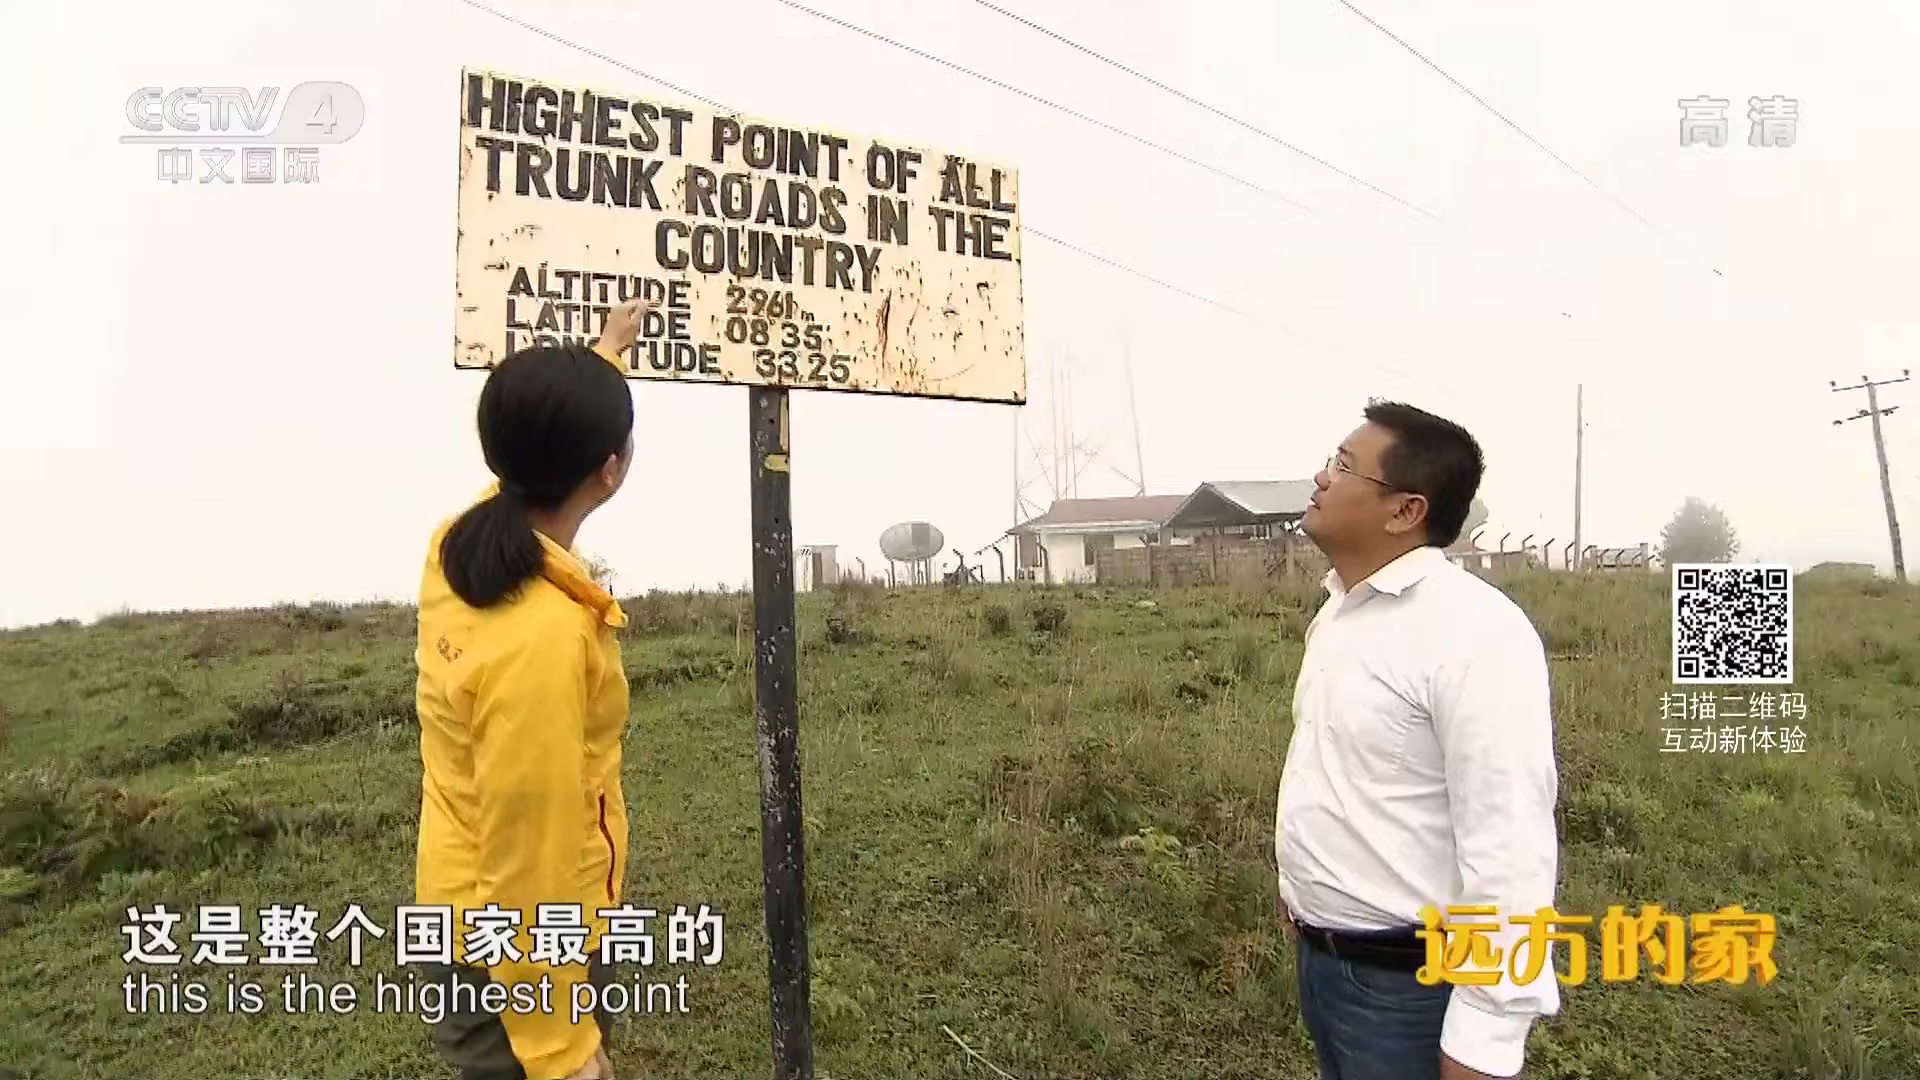 CCTV 4
中文国际
高清
HIGHEST POINT OF ALL
TRUNK ROADS IN THE
COUNTRY
ALTITUDE 2961m
LATITUDE 08 35'
LONGITUDE 33 25
扫描二维码
互动新体验
这是整个国家最高的
this is the highest point
远方的家